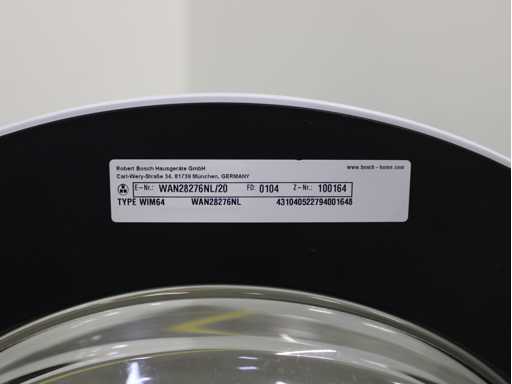 Robert Bosch Hausgeräte GmbH www.bosch-home.com
Carl-Wery-Straße 34, 81739 München, GERMANY
E-Nr.: WAN28276NL/20 FD: 0104 Z-Nr.: 100164
TYPE WIM64 WAN28276NL 431040522794001648